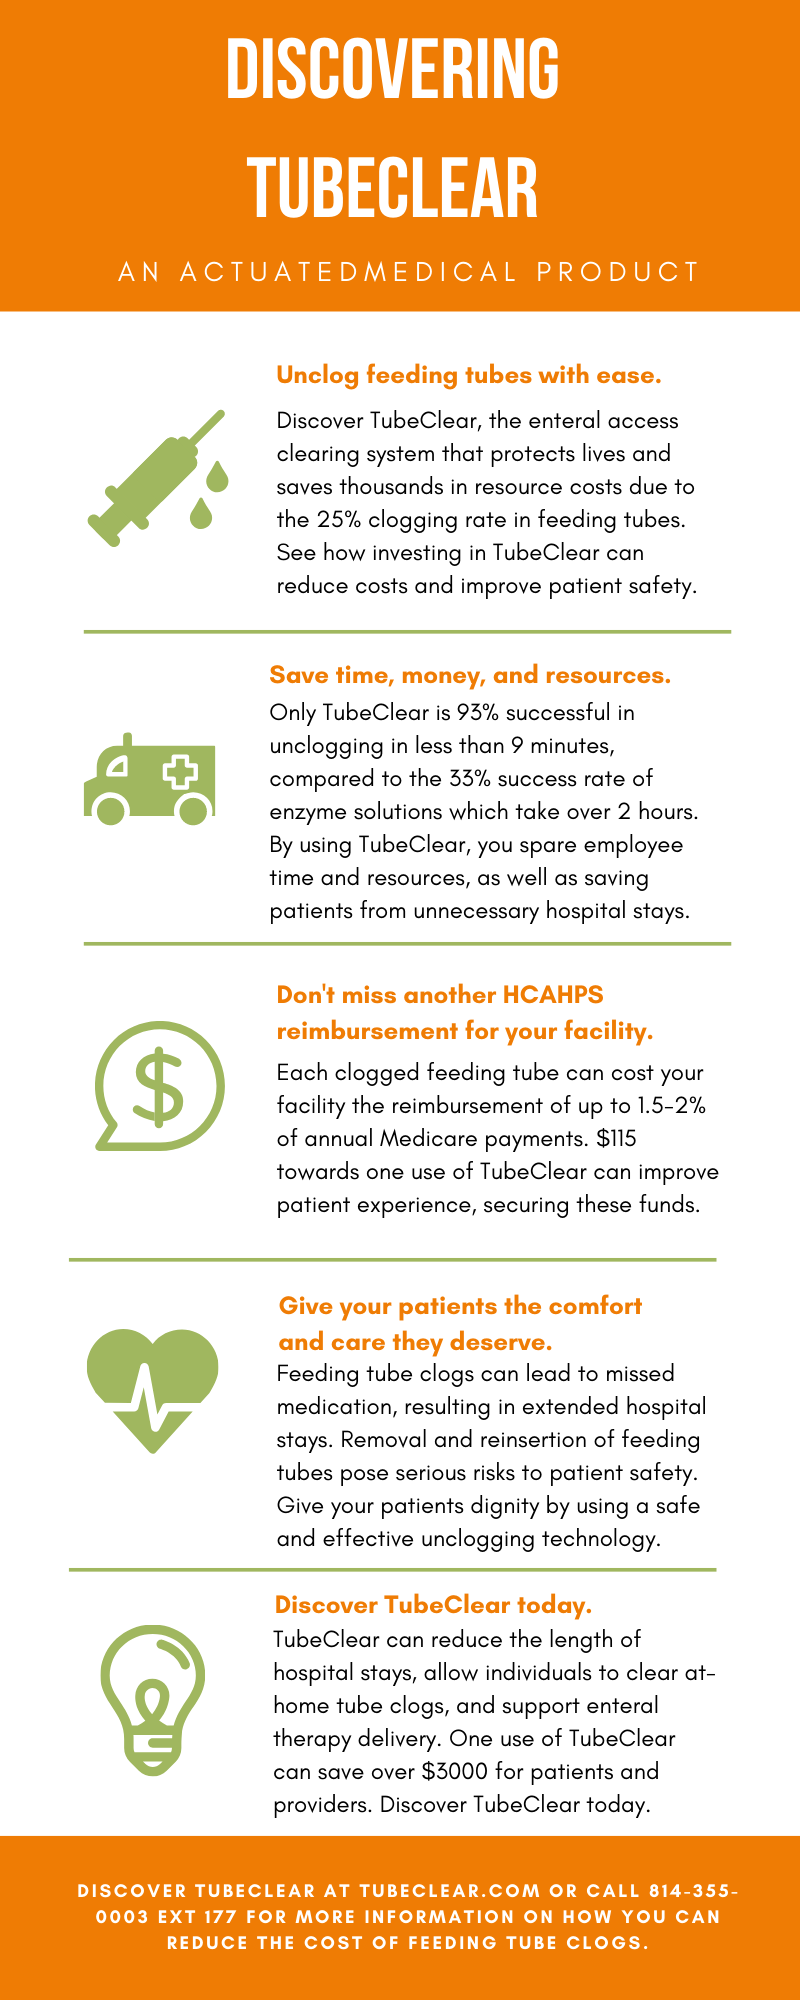 DISCOVERING
TUBECLEAR
AN ACTUATEDMEDICAL PRODUCT
Unclog feeding tubes with ease.
Discover TubeClear, the enteral access
clearing system that protects lives and
saves thousands in resource costs due to
the 25% clogging rate in feeding tubes.
See how investing in TubeClear can
reduce costs and improve patient safety.
Save time, money, and resources.
Only TubeClear is 93% successful in
unclogging in less than 9 minutes,
compared to the 33% success rate of
enzyme solutions which take over 2 hours.
By using TubeClear, you spare employee
time and resources, as well as saving
patients from unnecessary hospital stays.
Don't miss another HCAHPS
reimbursement for your facility.
Each clogged feeding tube can cost your
facility the reimbursement of up to 1.5-2%
of annual Medicare payments. $115
towards one use of TubeClear can improve
patient experience, securing these funds.
Give your patients the comfort
and care they deserve.
Feeding tube clogs can lead to missed
medication, resulting in extended hospital
stays. Removal and reinsertion of feeding
tubes pose serious risks to patient safety.
Give your patients dignity by using a safe
and effective unclogging technology.
Discover TubeClear today.
TubeClear can reduce the length of
hospital stays, allow individuals to clear at-
home tube clogs, and support enteral
therapy delivery. One use of TubeClear
can save over $3000 for patients and
providers. Discover TubeClear today.
DISCOVER TUBECLEAR AT TUBECLEAR.COM OR CALL 814-355-
0003 EXT 177 FOR MORE INFORMATION ON HOW YOU CAN
REDUCE THE COST OF FEEDING TUBE CLOGS.